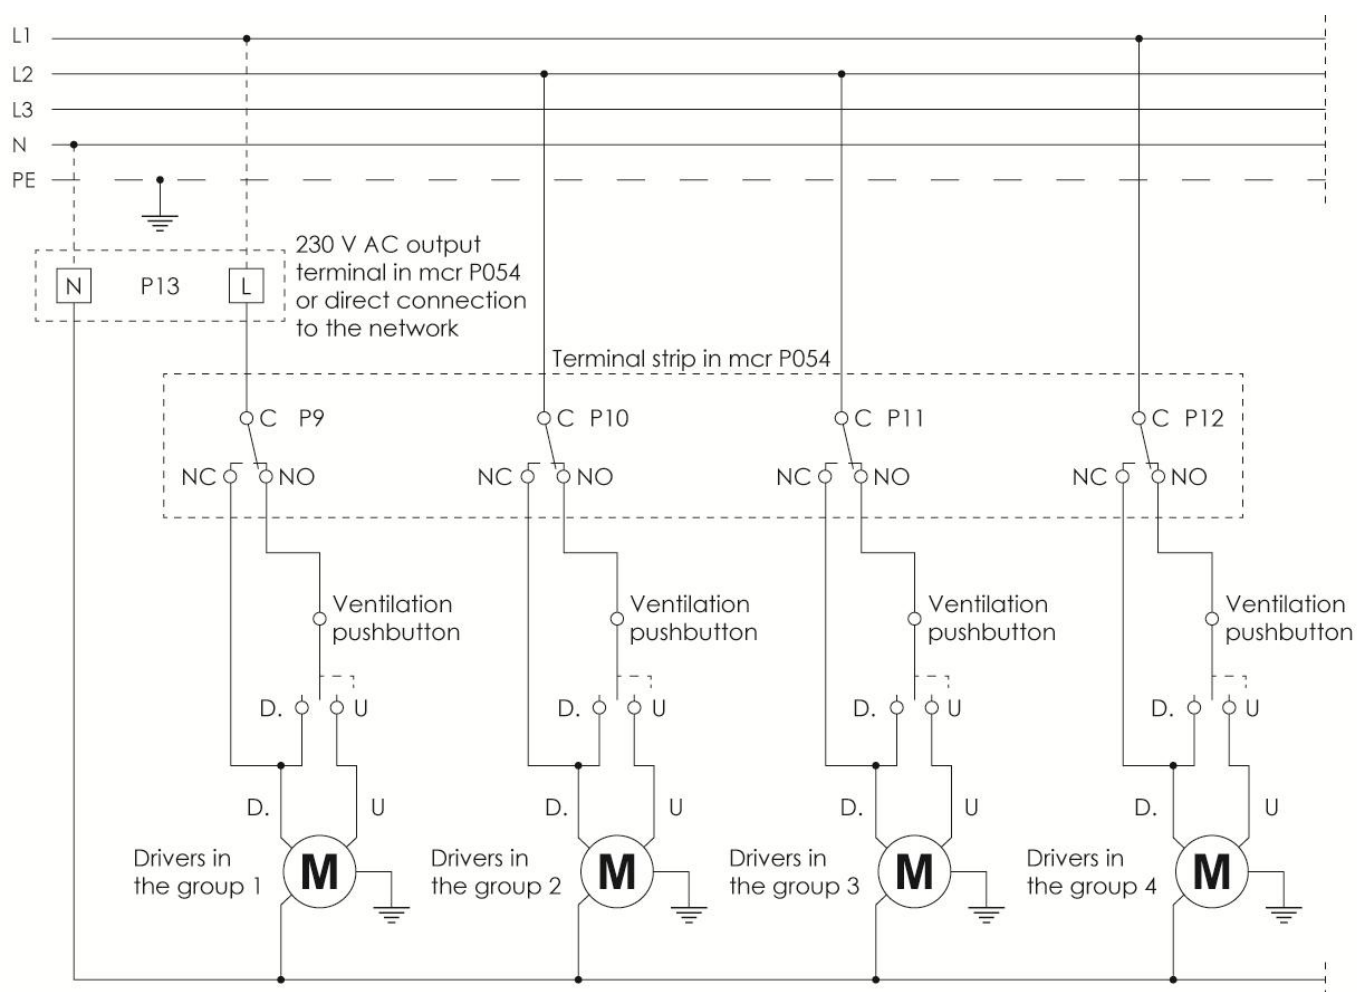 L1
L2
L3
N
PE
230 V AC output
terminal in mcr P054
or direct connection
to the network
N P13 L
Terminal strip in mcr P054
C P9
C P10
C P11
C P12
NC NO
NC NO
NC NO
NC NO
Ventilation
pushbutton
Ventilation
pushbutton
Ventilation
pushbutton
Ventilation
pushbutton
D. U
D. U
D. U
D. U
D. U
D. U
D. U
D. U
Drivers in
the group 1
M
Drivers in
the group 2
M
Drivers in
the group 3
M
Drivers in
the group 4
M